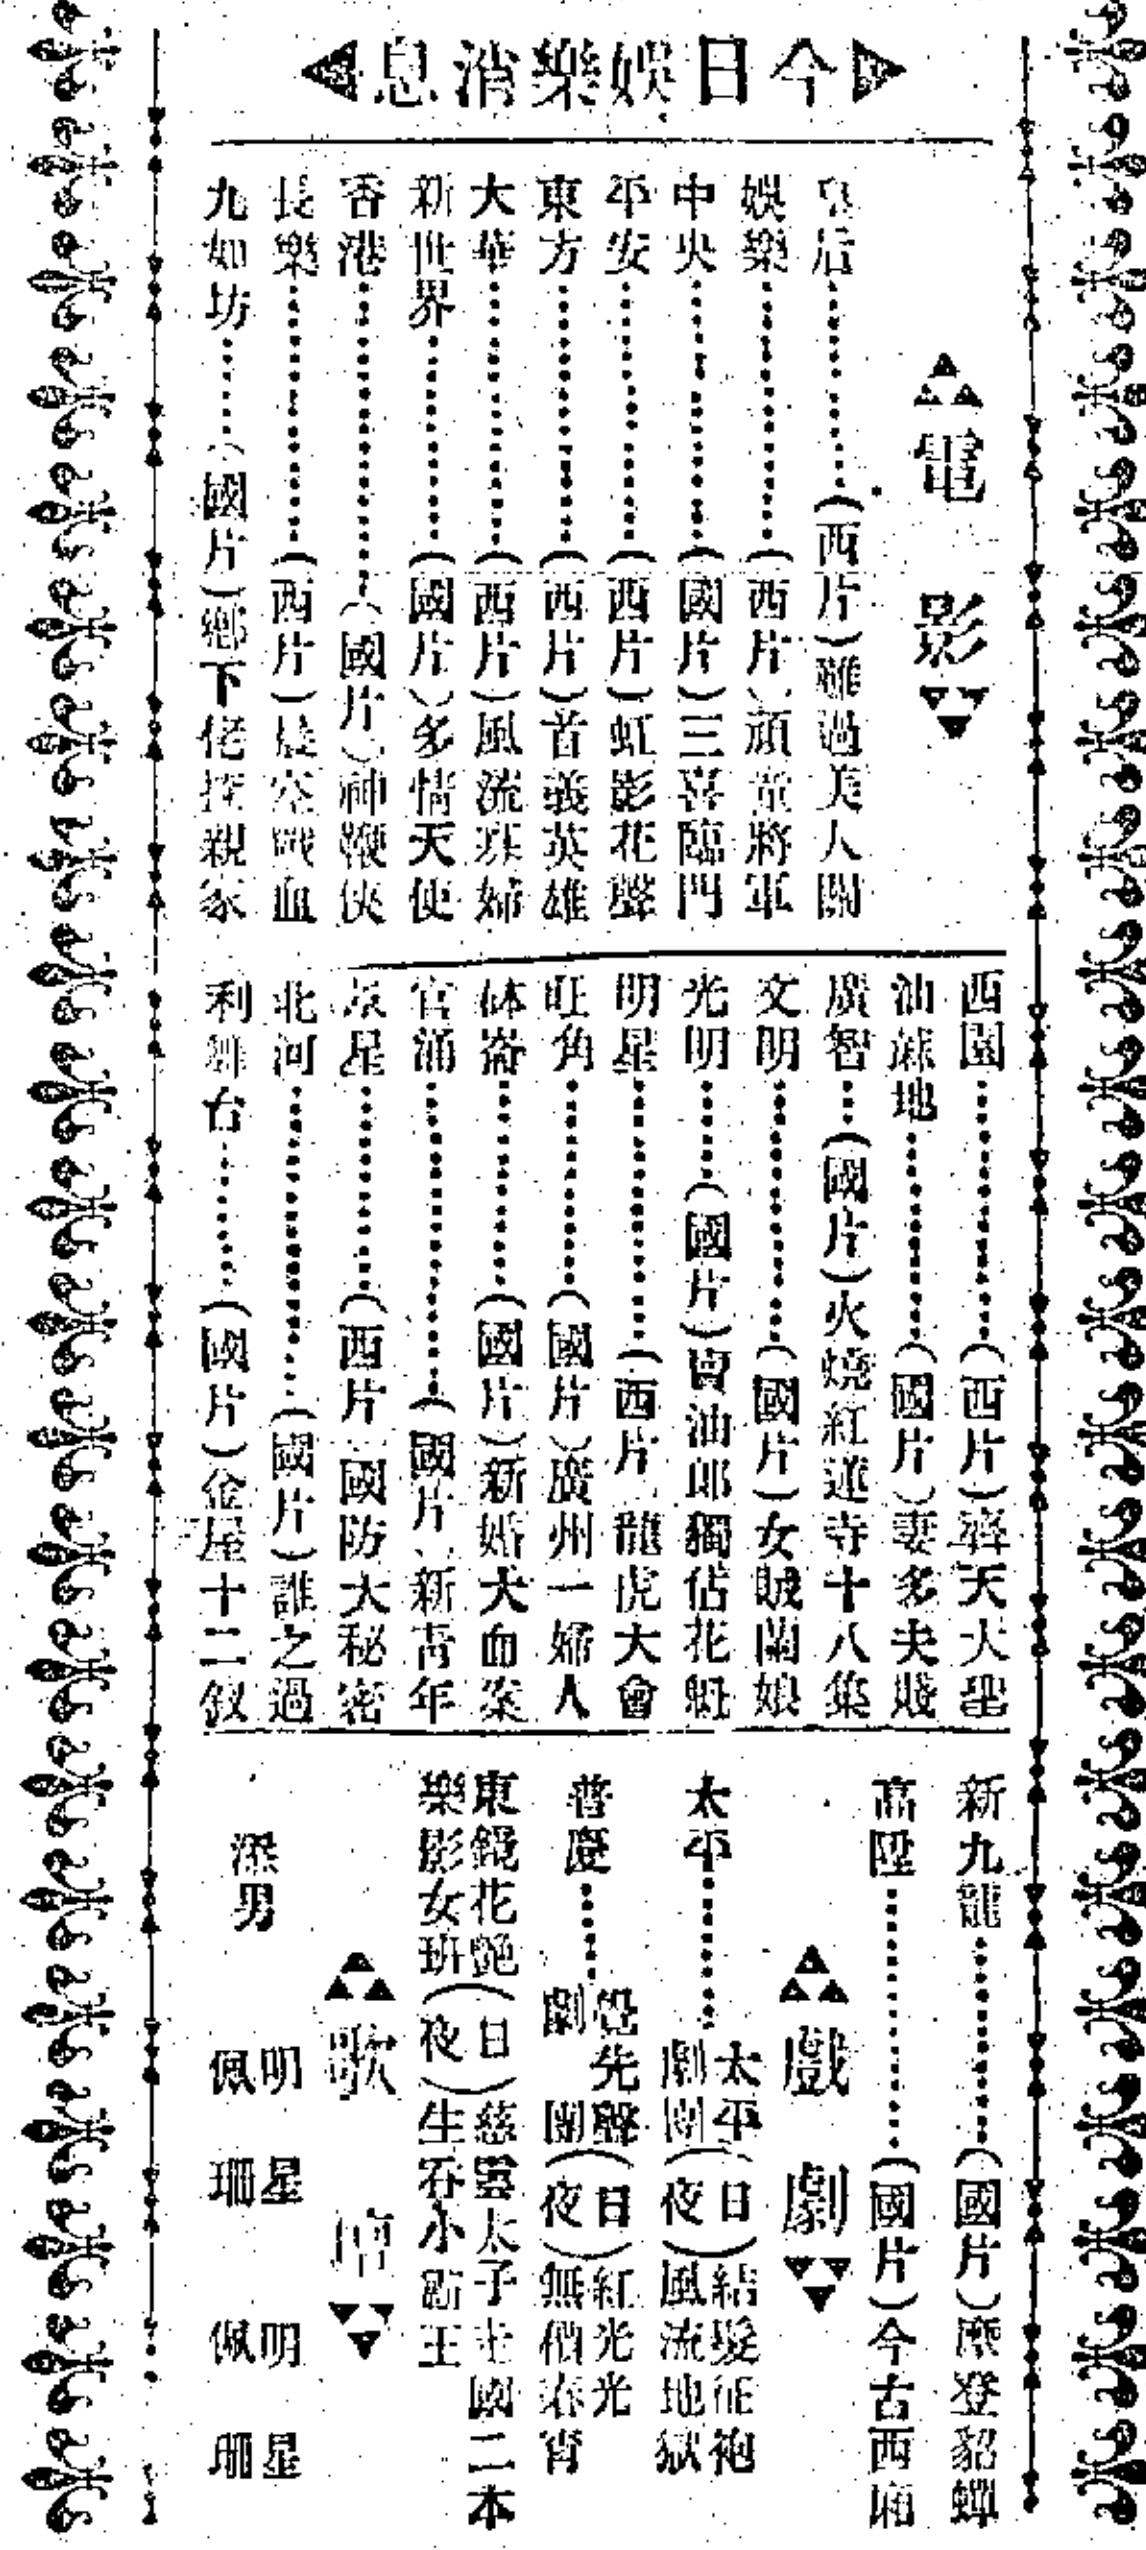 今日娛樂消息
電影
皇后（西片）難過美人關
娛樂（西片）頑童將軍
中央（國片）三喜臨門
平安（西片）虹影花聲
東方（西片）首義英雄
大華（西片）風流寡婦
新世界（國片）多情天使
香港（國片）神鞭俠
長樂（西片）長空戰血
九如坊（國片）鄉下佬探親家
西園（西片）齊天大聖
油蔴地（國片）妻多夫賤
廣智（國片）火燒紅蓮寺十八集
文明（國片）女賊蘭娘
光明（國片）賣油郎獨佔花魁
明星（西片）龍虎大會
旺角（國片）廣州一婦人
砵崙（國片）新婚大血案
官涌（國片）新青年
景星（西片）國防大秘密
北河（國片）誰之過
利舞台（國片）金屋十二釵
新九龍（國片）摩登貂蟬
高陞（國片）今古西廂
戲劇
太平 太平劇團（日）結髮征袍
（夜）風流地獄
普慶 覺先聲劇團（日）紅光光
（夜）無價春宵
東鏡花艷（日）慈雲太子走國二本
樂影女班（夜）生吞小霸王
歌壇
添男 明星 明星
佩珊 佩珊